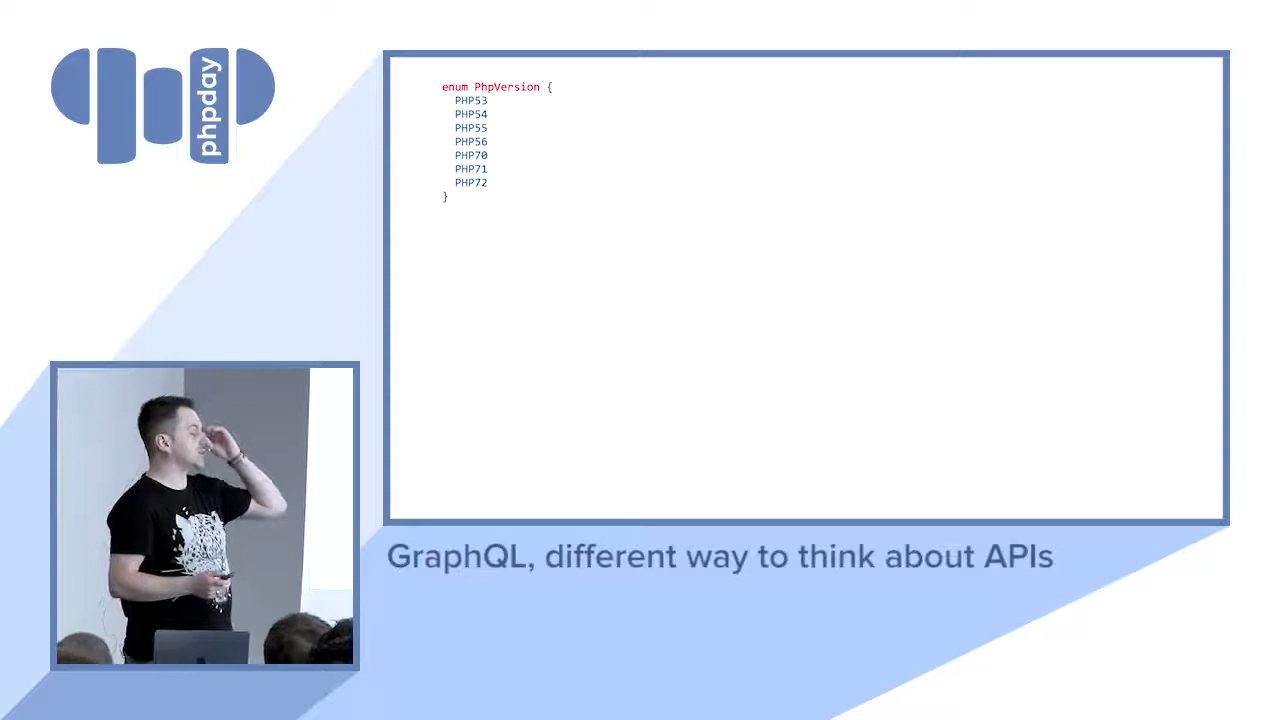 phpday
enum PhpVersion {
PHP53
PHP54
PHP55
PHP56
PHP70
PHP71
PHP72
}
GraphQL, different way to think about APIs